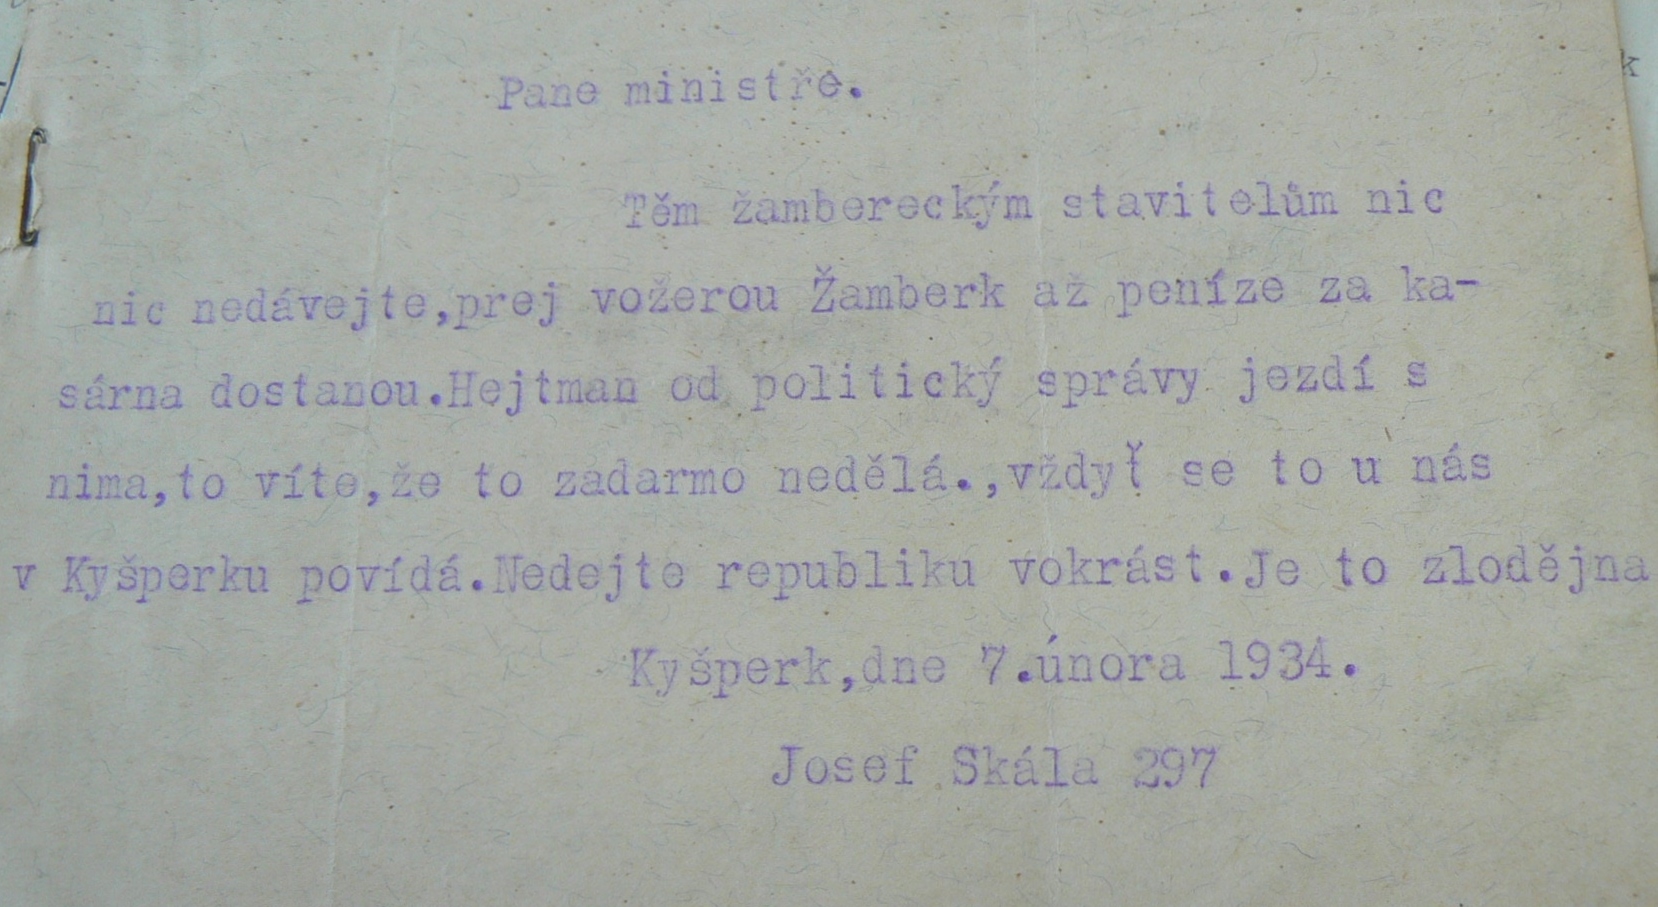 Pane ministře.
Těm žambereckým stavitelům nic
nic nedávejte,prej vožerou Žamberk až peníze za ka-
sárna dostanou.Hejtman od politický správy jezdí s
nima,to víte,že to zadarmo nedělá.,vždyť se to u nás
v Kyšperku povídá.Nedejte republiku vokrást.Je to zlodějna
Kyšperk,dne 7.února 1934.
Josef Skála 297